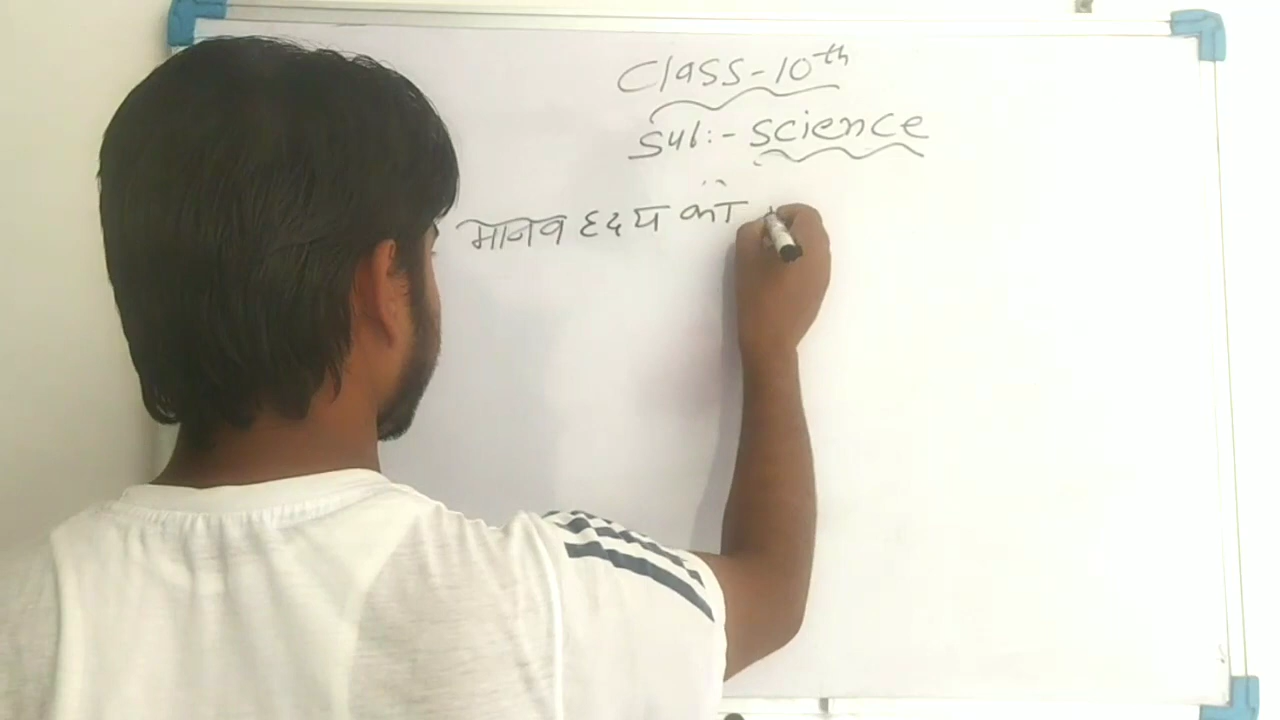 Class-10th
Sub:- Science
मानव हृदय का